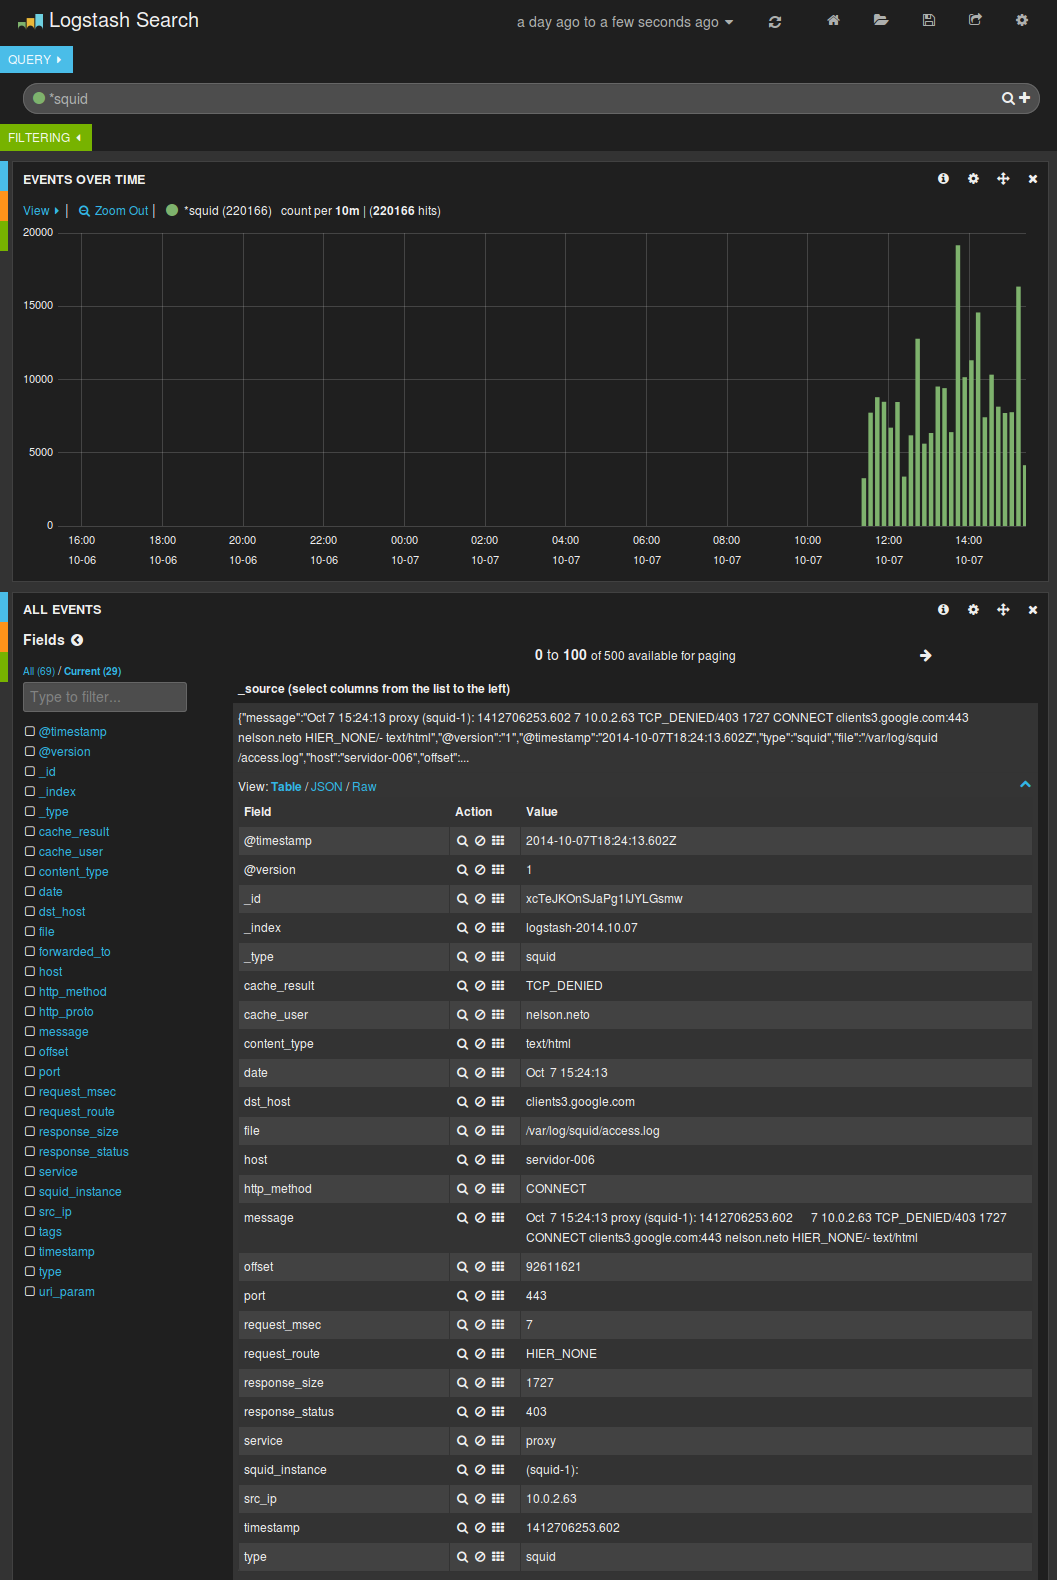 Logstash Search
a day ago to a few seconds ago
QUERY
*squid
FILTERING
EVENTS OVER TIME
View | Zoom Out | *squid (220166) count per 10m | (220166 hits)
20000
15000
10000
5000
0
16:00 18:00 20:00 22:00 00:00 02:00 04:00 06:00 08:00 10:00 12:00 14:00
10-06 10-06 10-06 10-06 10-07 10-07 10-07 10-07 10-07 10-07 10-07 10-07
ALL EVENTS
Fields
All (69) / Current (29)
Type to filter...
@timestamp
@version
_id
_index
_type
cache_result
cache_user
content_type
date
dst_host
file
forwarded_to
host
http_method
http_proto
message
offset
port
request_msec
request_route
response_size
response_status
service
squid_instance
src_ip
tags
timestamp
type
uri_param
0 to 100 of 500 available for paging
_source (select columns from the list to the left)
{"message":"Oct 7 15:24:13 proxy (squid-1): 1412706253.602 7 10.0.2.63 TCP_DENIED/403 1727 CONNECT clients3.google.com:443
nelson.neto HIER_NONE/- text/html","@version":"1","@timestamp":"2014-10-07T18:24:13.602Z","type":"squid","file":"/var/log/squid
/access.log","host":"servidor-006","offset":...
View: Table / JSON / Raw
Field Action Value
@timestamp 2014-10-07T18:24:13.602Z
@version 1
_id xcTeJKOnSJaPg1IJYLGsmw
_index logstash-2014.10.07
_type squid
cache_result TCP_DENIED
cache_user nelson.neto
content_type text/html
date Oct 7 15:24:13
dst_host clients3.google.com
file /var/log/squid/access.log
host servidor-006
http_method CONNECT
message Oct 7 15:24:13 proxy (squid-1): 1412706253.602 7 10.0.2.63 TCP_DENIED/403 1727
CONNECT clients3.google.com:443 nelson.neto HIER_NONE/- text/html
offset 92611621
port 443
request_msec 7
request_route HIER_NONE
response_size 1727
response_status 403
service proxy
squid_instance (squid-1):
src_ip 10.0.2.63
timestamp 1412706253.602
type squid